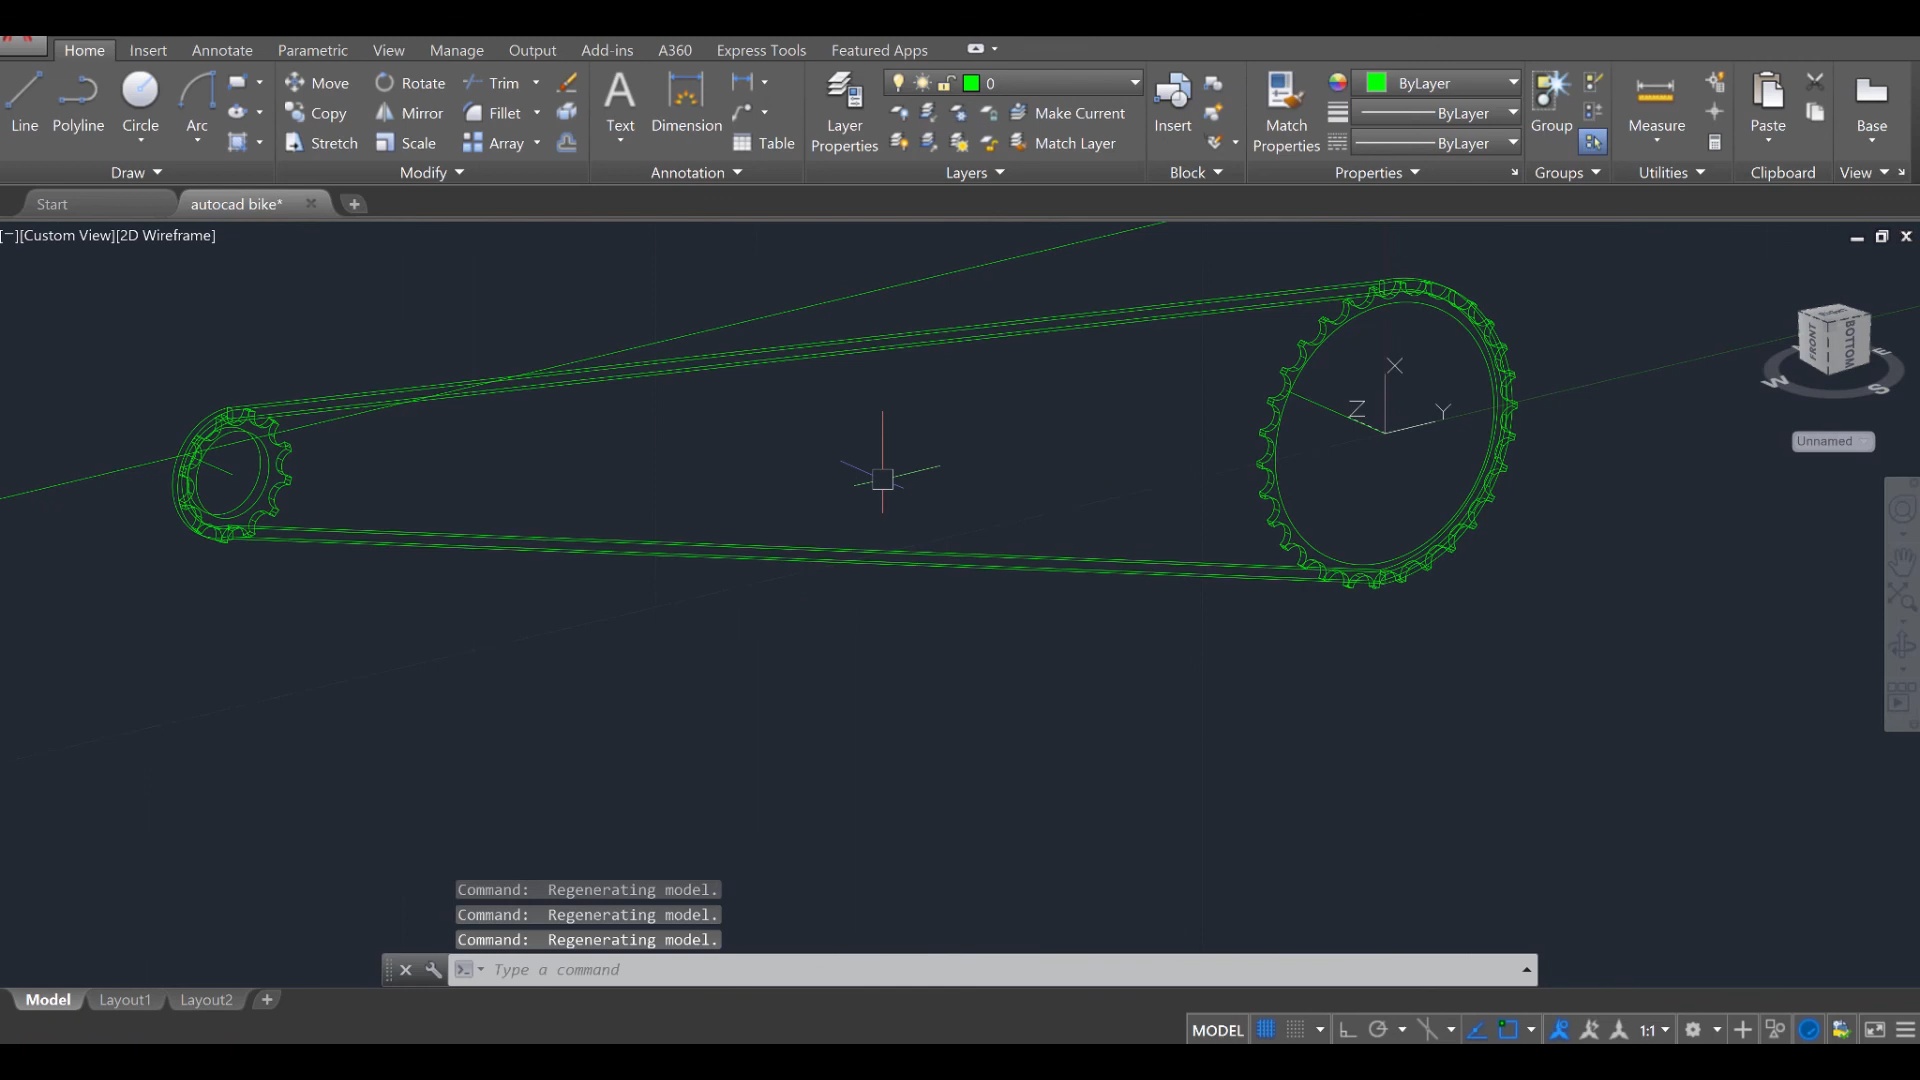 Home Insert Annotate Parametric View Manage Output Add-ins A360 Express Tools Featured Apps
Line Polyline Circle Arc
Move Rotate Trim
Copy Mirror Fillet
Stretch Scale Array
Text Dimension Table
Layer Properties
0
Make Current
Match Layer
Insert
Match Properties
ByLayer
ByLayer
ByLayer
Group Measure Paste Base
Draw Modify Annotation Layers Block Properties Groups Utilities Clipboard View
Start autocad bike*
[−][Custom View][2D Wireframe]
X
Z Y
FRONT BOTTOM
W S
Unnamed
Command: Regenerating model.
Command: Regenerating model.
Command: Regenerating model.
Type a command
Model Layout1 Layout2
MODEL 1:1